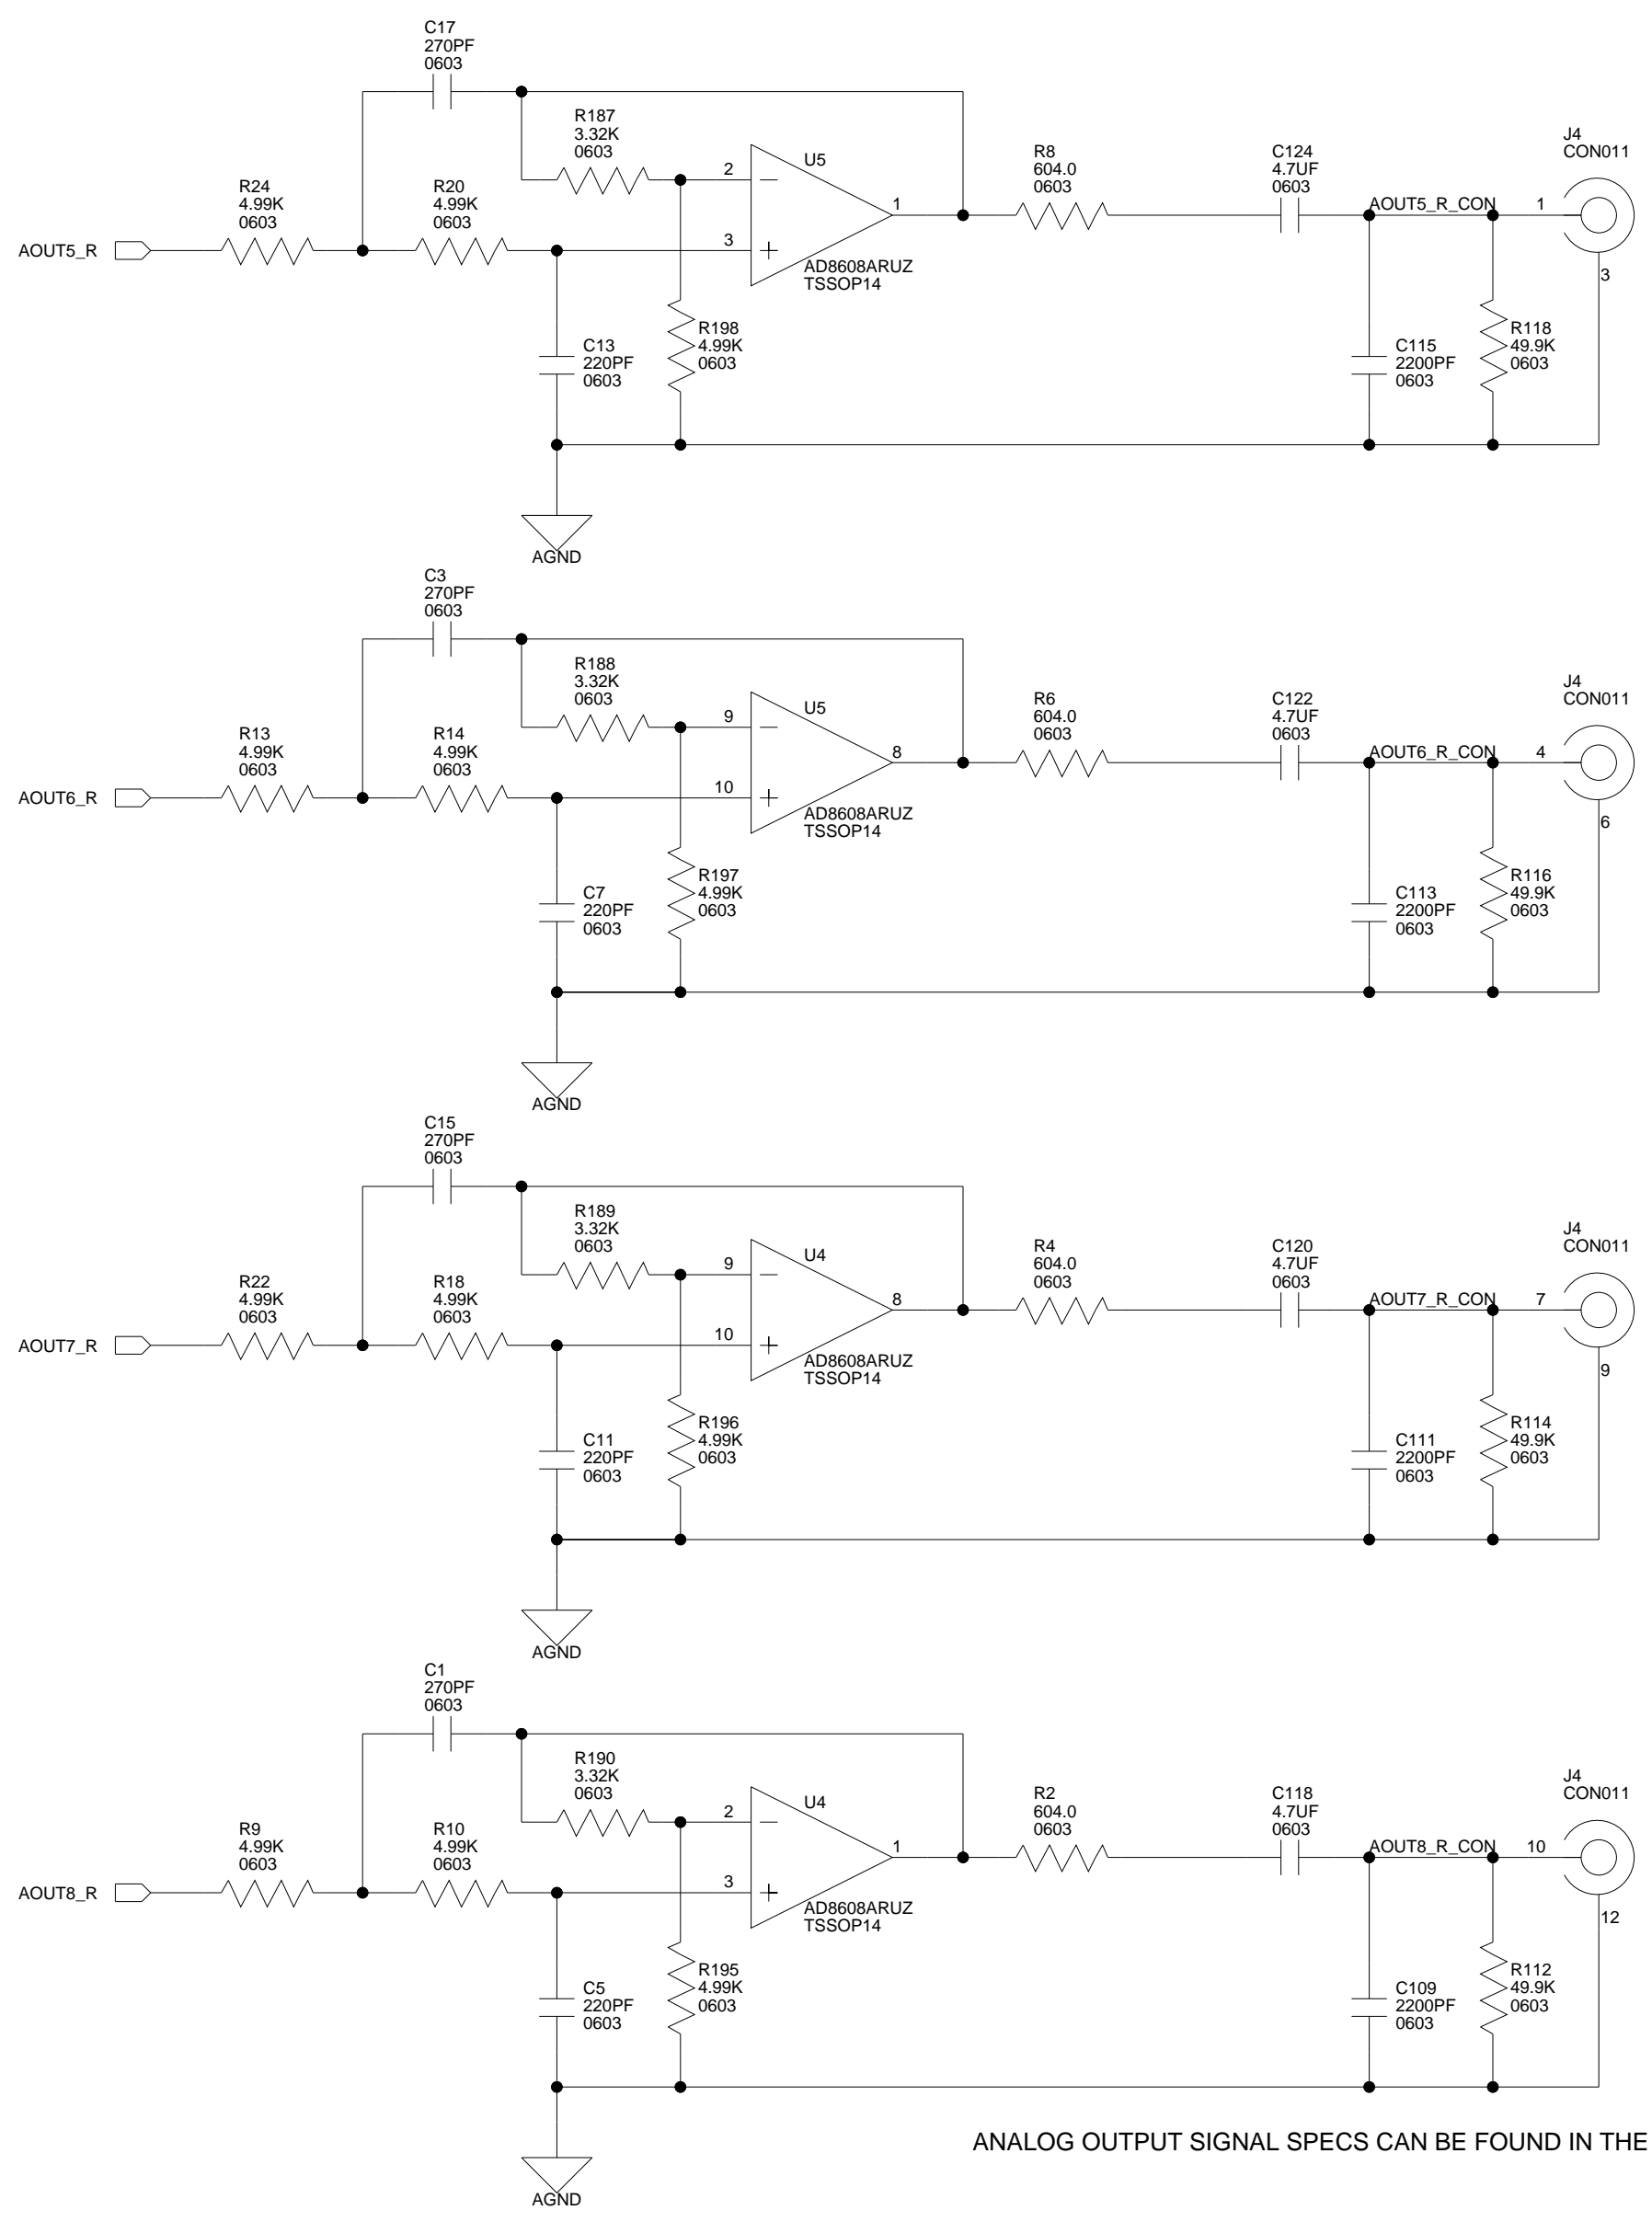 C17
270PF
0603
R187
3.32K
0603
J4
CON011
R24
4.99K
0603
R20
4.99K
0603
2
U5
R8
604.0
0603
C124
4.7UF
0603
1
AOUT5_R_CON
1
AOUT5_R
3
AD8608ARUZ
TSSOP14
3
C13
220PF
0603
R198
4.99K
0603
C115
2200PF
0603
R118
49.9K
0603
AGND
C3
270PF
0603
R188
3.32K
0603
J4
CON011
R13
4.99K
0603
R14
4.99K
0603
9
U5
R6
604.0
0603
C122
4.7UF
0603
8
AOUT6_R_CON
4
AOUT6_R
10
AD8608ARUZ
TSSOP14
6
C7
220PF
0603
R197
4.99K
0603
C113
2200PF
0603
R116
49.9K
0603
AGND
C15
270PF
0603
R189
3.32K
0603
J4
CON011
R22
4.99K
0603
R18
4.99K
0603
9
U4
R4
604.0
0603
C120
4.7UF
0603
8
AOUT7_R_CON
7
AOUT7_R
10
AD8608ARUZ
TSSOP14
9
C11
220PF
0603
R196
4.99K
0603
C111
2200PF
0603
R114
49.9K
0603
AGND
C1
270PF
0603
R190
3.32K
0603
J4
CON011
R9
4.99K
0603
R10
4.99K
0603
2
U4
R2
604.0
0603
C118
4.7UF
0603
1
AOUT8_R_CON
10
AOUT8_R
3
AD8608ARUZ
TSSOP14
12
C5
220PF
0603
R195
4.99K
0603
C109
2200PF
0603
R112
49.9K
0603
ANALOG OUTPUT SIGNAL SPECS CAN BE FOUND IN THE
AGND